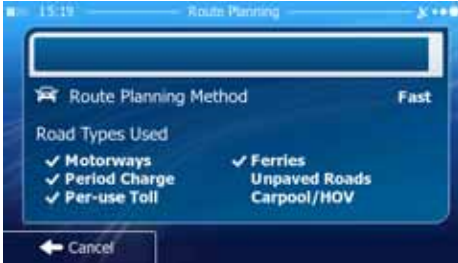 15:19 Route Planning
Route Planning Method Fast
Road Types Used
✓ Motorways ✓ Ferries
✓ Period Charge Unpaved Roads
✓ Per-use Toll Carpool/HOV
Cancel